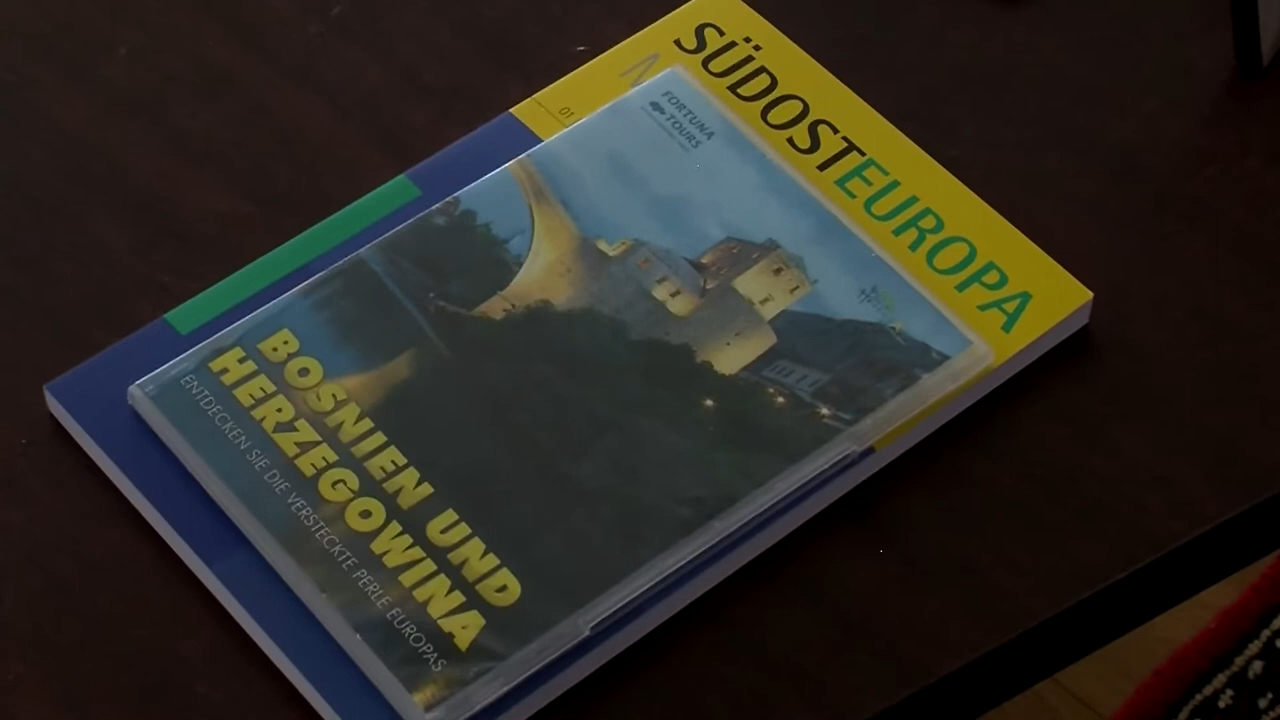 SÜDOSTEUROPA
01
FORTUNA
TOURS
BOSNIEN UND
HERZEGOWINA
ENTDECKEN SIE DIE VERSTECKTE PERLE EUROPAS